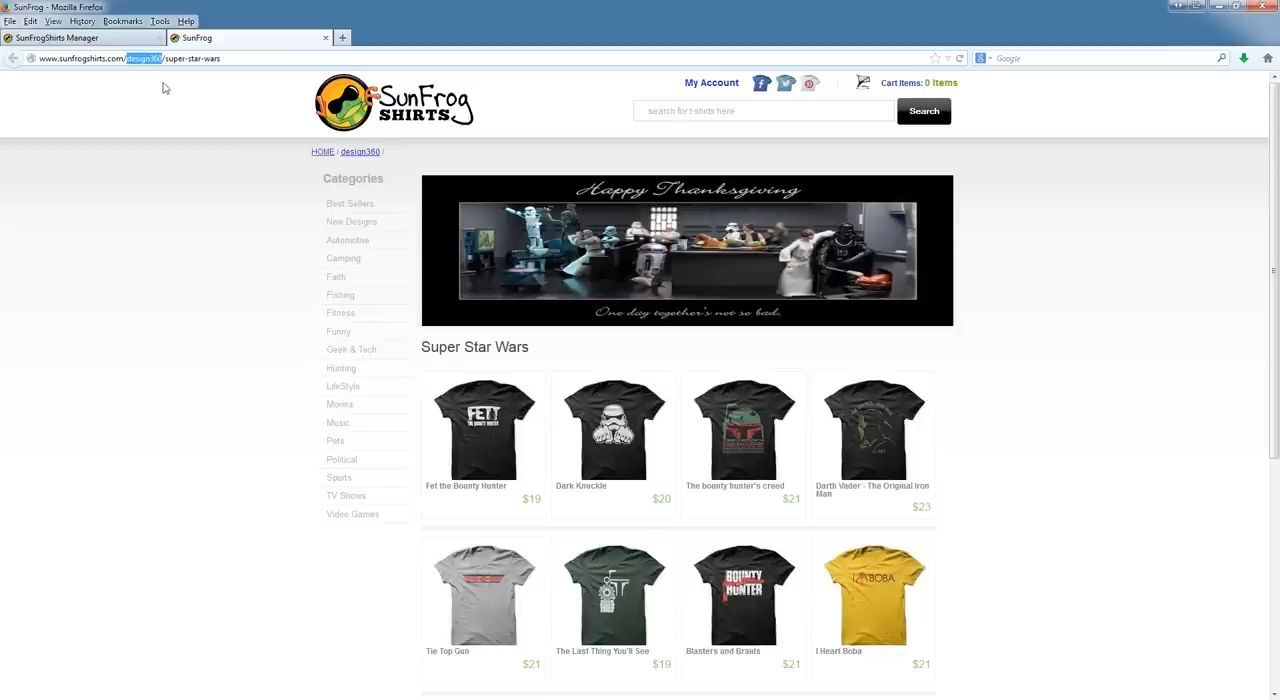 SunFrog - Mozilla Firefox
File Edit View History Bookmarks Tools Help
SunFrogShirts Manager
SunFrog
www.sunfrogshirts.com/design360/super-star-wars
Google
SunFrog
SHIRTS
My Account
Cart Items: 0 Items
search for t-shirts here
Search
HOME / design360 /
Categories
Best Sellers
New Designs
Automotive
Camping
Faith
Fishing
Fitness
Funny
Geek & Tech
Hunting
LifeStyle
Movies
Music
Pets
Political
Sports
TV Shows
Video Games
Happy Thanksgiving
One day together's not so bad.
Super Star Wars
FETT
THE BOUNTY HUNTER
Fet the Bounty Hunter
$19
Dark Knuckle
$20
The bounty hunter's creed
$21
Darth Vader - The Original Iron
Man
$23
Tie Top Gun
$21
The Last Thing You'll See
$19
BOUNTY
HUNTER
Blasters and Braids
$21
I BOBA
I Heart Boba
$21